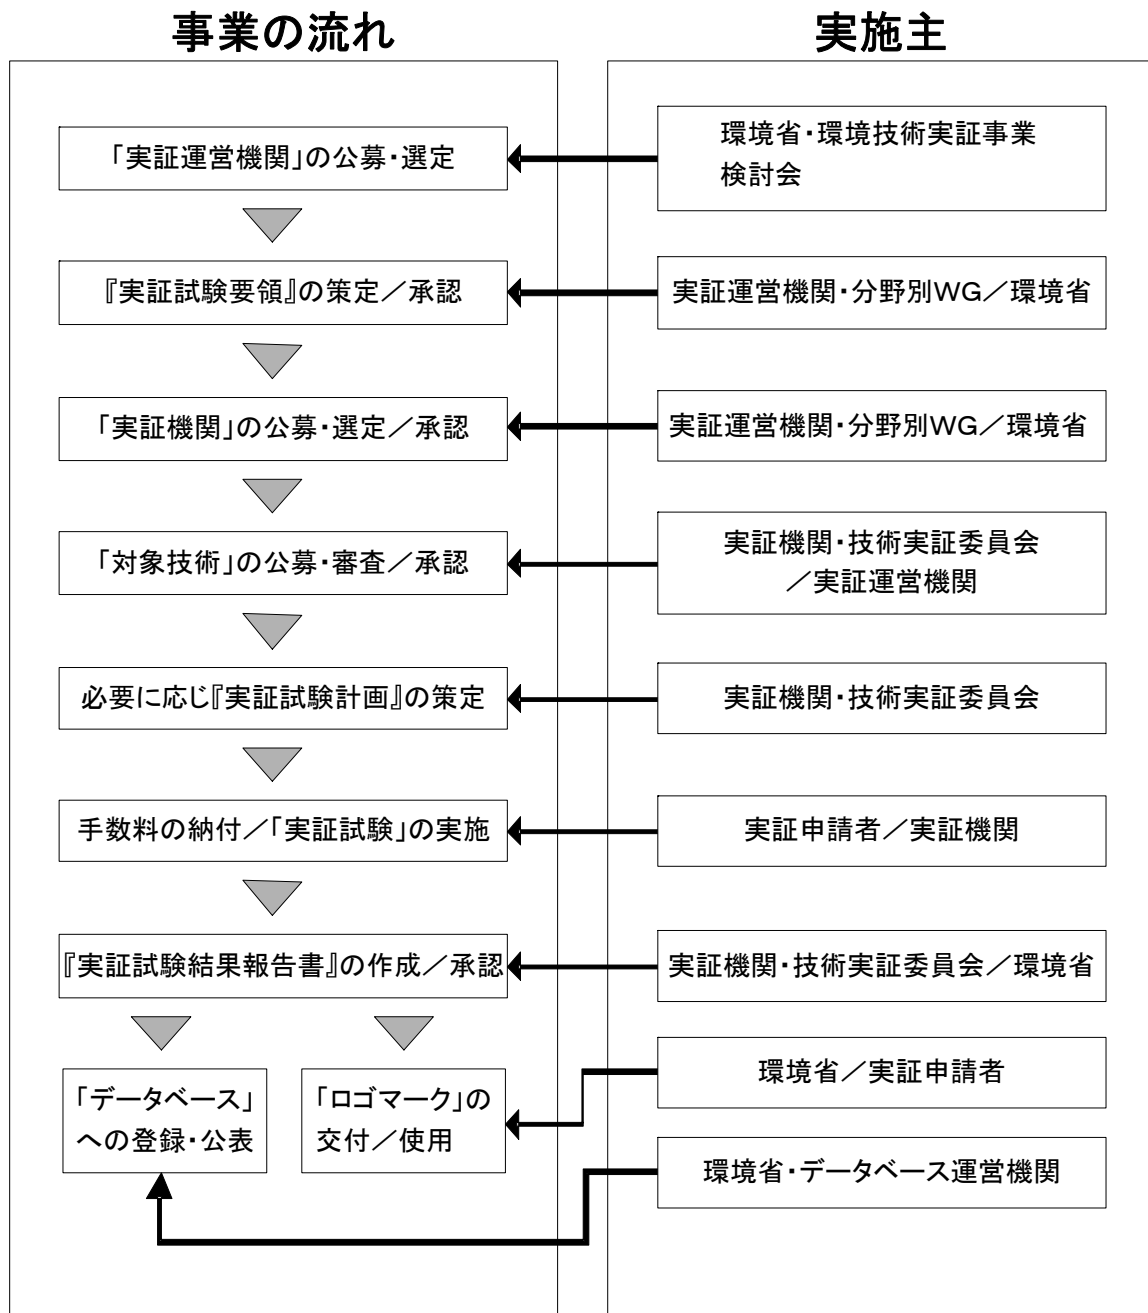 事業の流れ
実施主
「実証運営機関」の公募・選定
環境省・環境技術実証事業
検討会
『実証試験要領』の策定／承認
実証運営機関・分野別WG／環境省
「実証機関」の公募・選定／承認
実証運営機関・分野別WG／環境省
「対象技術」の公募・審査／承認
実証機関・技術実証委員会
／実証運営機関
必要に応じ『実証試験計画』の策定
実証機関・技術実証委員会
手数料の納付／「実証試験」の実施
実証申請者／実証機関
『実証試験結果報告書』の作成／承認
実証機関・技術実証委員会／環境省
「データベース」
への登録・公表
「ロゴマーク」の
交付／使用
環境省／実証申請者
環境省・データベース運営機関